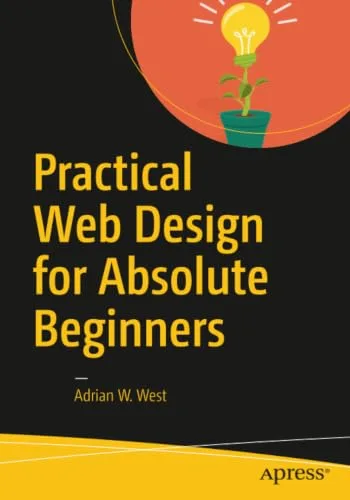 Practical
Web Design
for Absolute
Beginners
Adrian W. West
Apress®